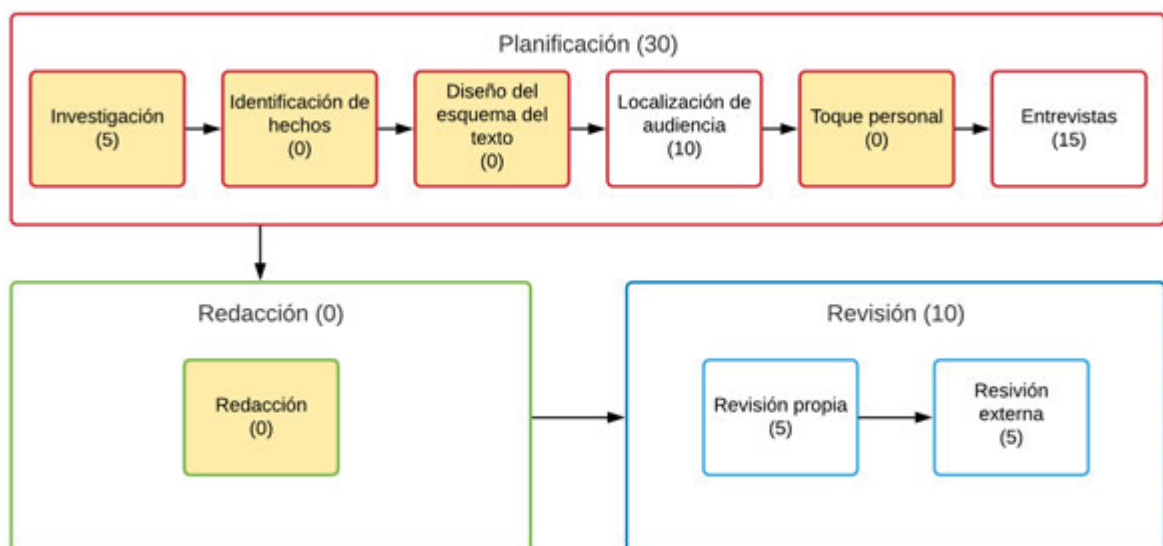 Planificación (30)
Investigación
(5)
Identificación de
hechos
(0)
Diseño del
esquema del
texto
(0)
Localización de
audiencia
(10)
Toque personal
(0)
Entrevistas
(15)
Redacción (0)
Redacción
(0)
Revisión (10)
Revisión propia
(5)
Resivión
externa
(5)